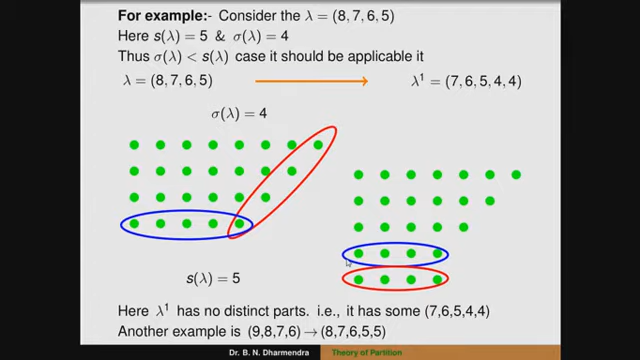 For example:- Consider the λ = (8, 7, 6, 5)
Here s(λ) = 5 & σ(λ) = 4
Thus σ(λ) < s(λ) case it should be applicable it
λ = (8, 7, 6, 5) λ¹ = (7, 6, 5, 4, 4)
σ(λ) = 4
s(λ) = 5
Here λ¹ has no distinct parts. i.e., it has some (7,6,5,4,4)
Another example is (9,8,7,6) → (8,7,6,5,5)
Dr. B. N. Dharmendra Theory of Partition